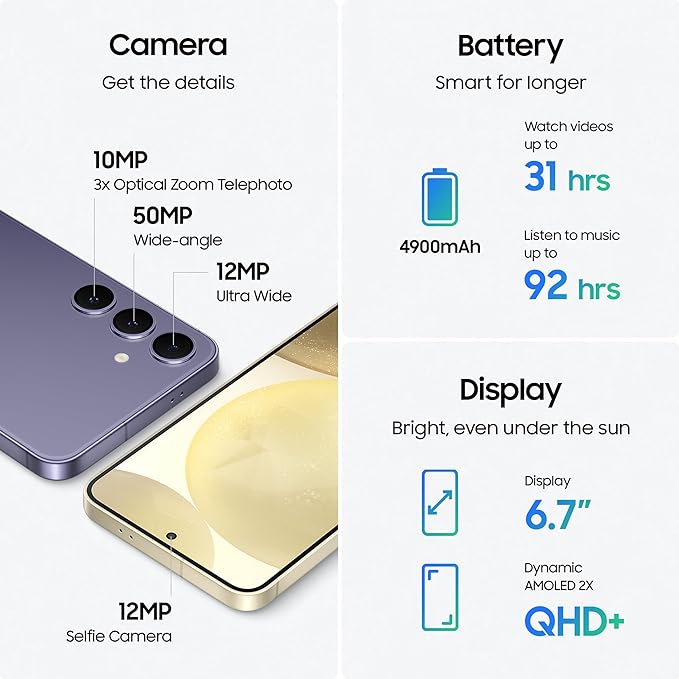 Camera
Get the details
10MP
3x Optical Zoom Telephoto
50MP
Wide-angle
12MP
Ultra Wide
12MP
Selfie Camera
Battery
Smart for longer
4900mAh
Watch videos
up to
31 hrs
Listen to music
up to
92 hrs
Display
Bright, even under the sun
Display
6.7”
Dynamic
AMOLED 2X
QHD+